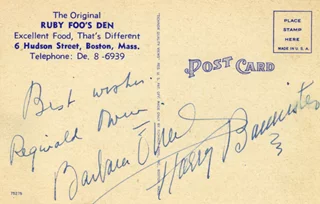 The Original
RUBY FOO'S DEN
Excellent Food, That's Different
6 Hudson Street, Boston, Mass.
Telephone: De. 8-6939
PLACE
STAMP
HERE
MADE IN U.S.A.
POST CARD
Best wishes.
Reginald Owen
Barbara O'Neil
Harry Bannister